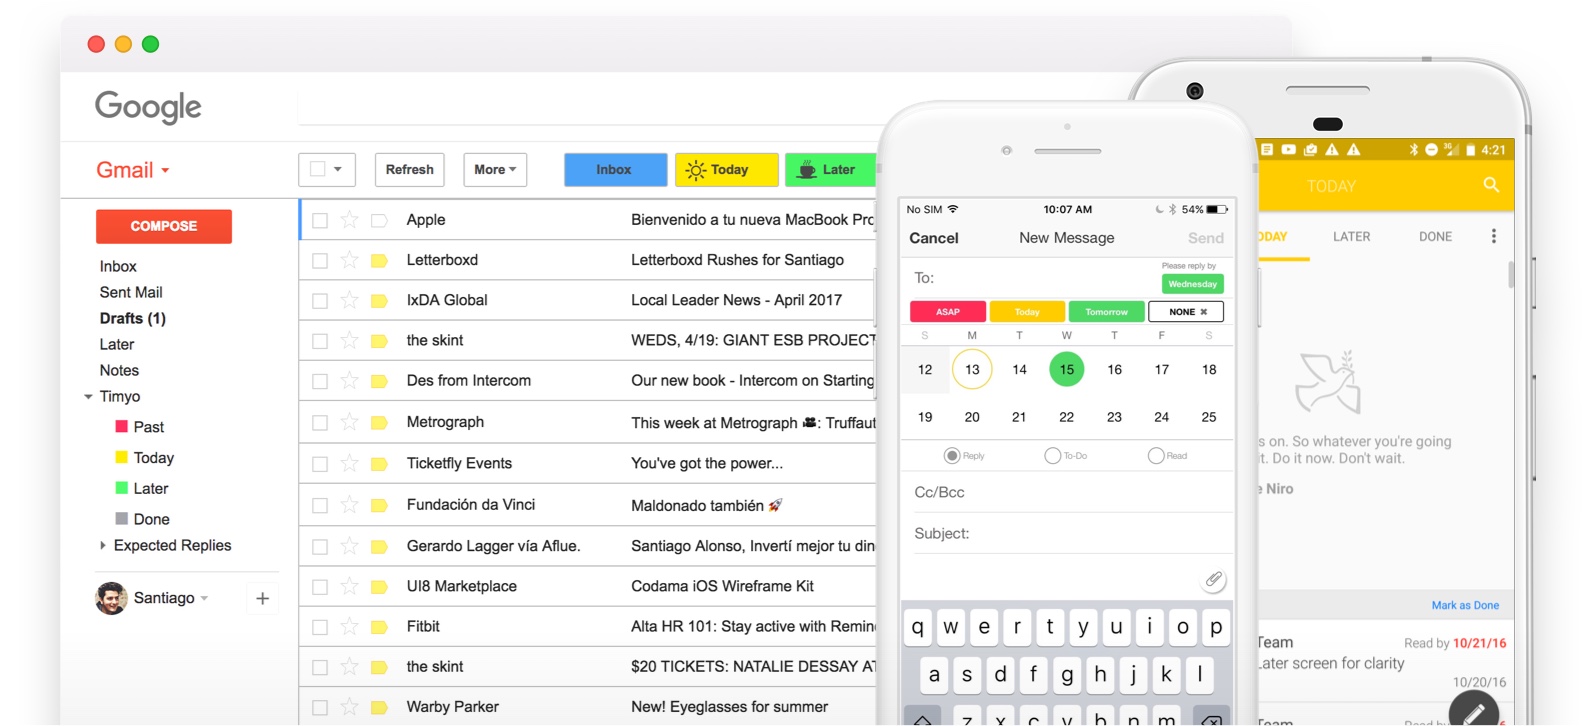 Google
Gmail
Refresh
More
Inbox
Today
Later
COMPOSE
Inbox
Sent Mail
Drafts (1)
Later
Notes
Timyo
Past
Today
Later
Done
Expected Replies
Santiago
+
Apple Bienvenido a tu nueva MacBook Pro
Letterboxd Letterboxd Rushes for Santiago
IxDA Global Local Leader News - April 2017
the skint WEDS, 4/19: GIANT ESB PROJECT
Des from Intercom Our new book - Intercom on Starting
Metrograph This week at Metrograph 🎥: Truffaut
Ticketfly Events You've got the power...
Fundación da Vinci Maldonado también 🚀
Gerardo Lagger vía Aflue. Santiago Alonso, Invertí mejor tu din
UI8 Marketplace Codama iOS Wireframe Kit
Fitbit Alta HR 101: Stay active with Remin
the skint $20 TICKETS: NATALIE DESSAY AT
Warby Parker New! Eyeglasses for summer
No SIM 10:07 AM 54%
Cancel New Message Send
To: Please reply by
Wednesday
ASAP Today Tomorrow NONE ✖
S M T W T F S
12 13 14 15 16 17 18
19 20 21 22 23 24 25
Reply To-Do Read
Cc/Bcc
Subject:
q w e r t y u i o p
a s d f g h j k l
z x c v b n m
3G 4:21
TODAY
ODAY LATER DONE
s on. So whatever you're going
it. Do it now. Don't wait.
e Niro
Mark as Done
Team Read by 10/21/16
Later screen for clarity
10/20/16
Team Read by 6